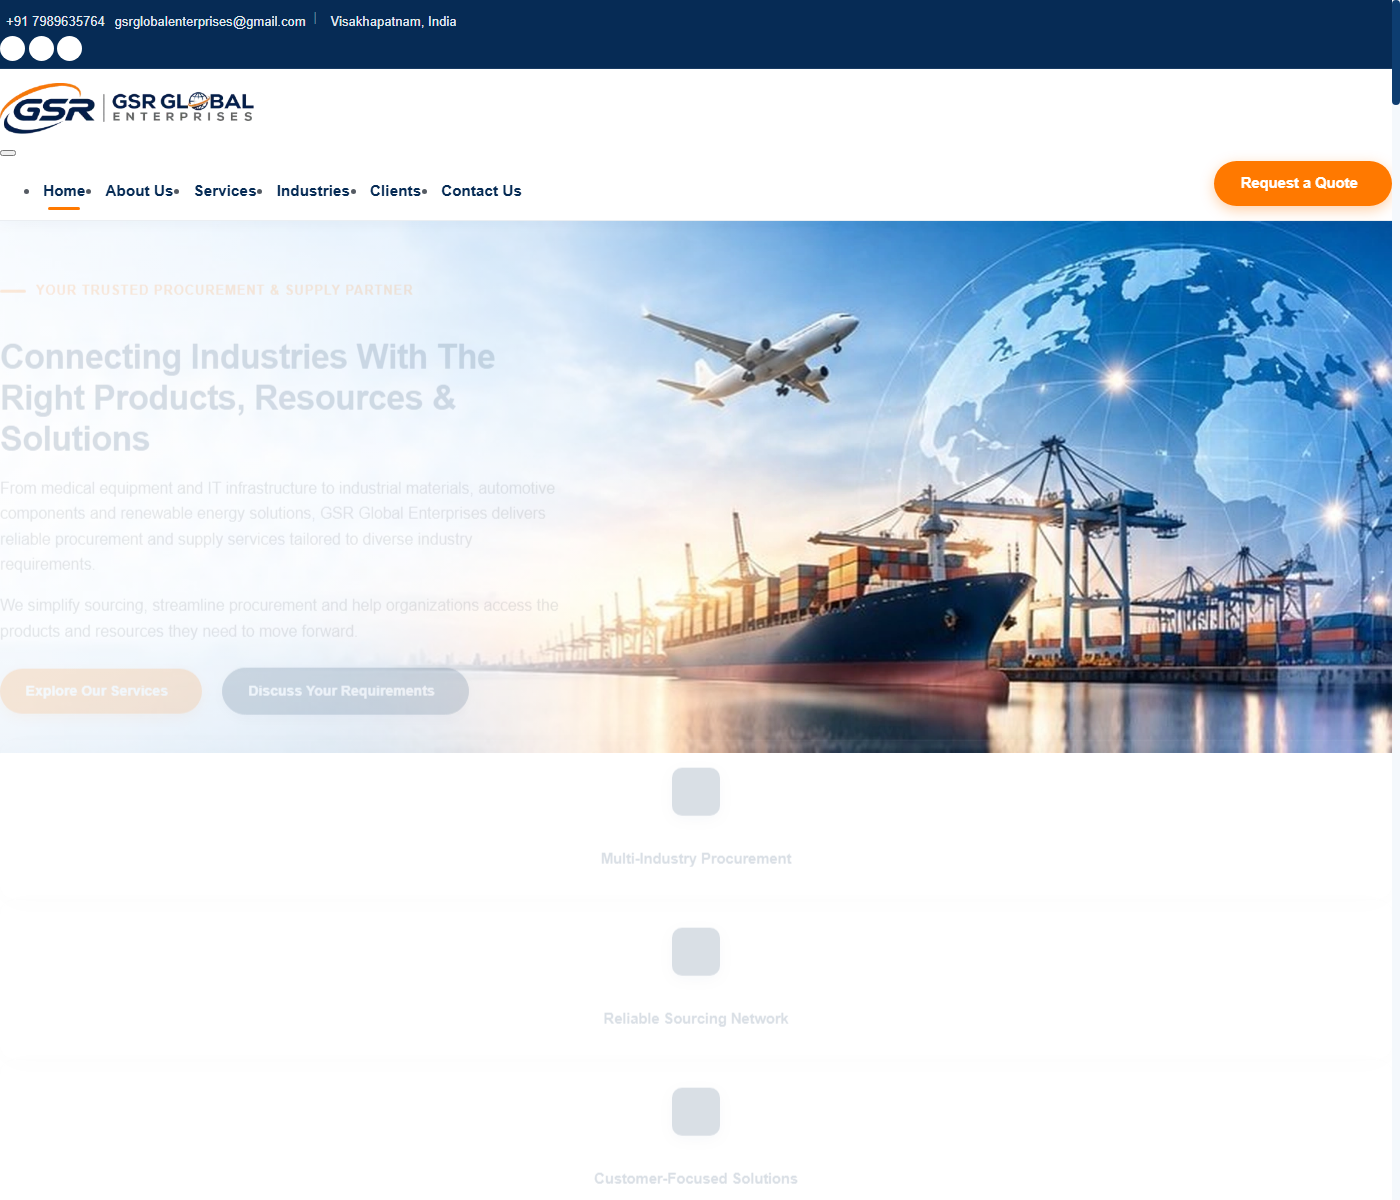 +91 7989635764 gsrglobalenterprises@gmail.com | Visakhapatnam, India
GSR | GSR GLOBAL
ENTERPRISES
Home About Us Services Industries Clients Contact Us
Request a Quote
YOUR TRUSTED PROCUREMENT & SUPPLY PARTNER
Connecting Industries With The
Right Products, Resources &
Solutions
From medical equipment and IT infrastructure to industrial materials, automotive
components and renewable energy solutions, GSR Global Enterprises delivers
reliable procurement and supply services tailored to diverse industry
requirements.
We simplify sourcing, streamline procurement and help organizations access the
products and resources they need to move forward.
Explore Our Services Discuss Your Requirements
Multi-Industry Procurement
Reliable Sourcing Network
Customer-Focused Solutions